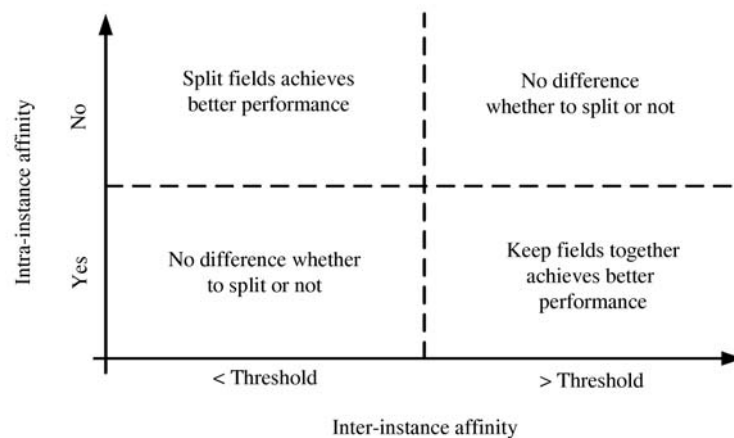 Split fields achieves
better performance
No difference
whether to split or not
No
Intra-instance affinity
Yes
No difference whether
to split or not
Keep fields together
achieves better
performance
< Threshold
> Threshold
Inter-instance affinity